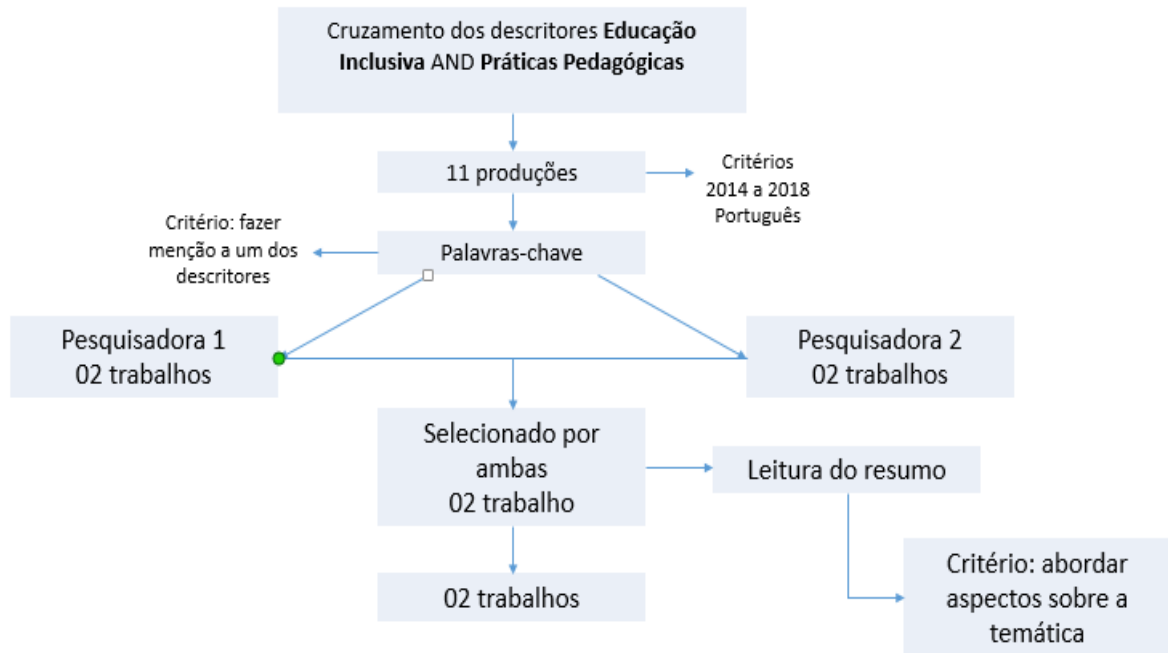 Cruzamento dos descritores Educação
Inclusiva AND Práticas Pedagógicas
11 produções
Critérios
2014 a 2018
Português
Critério: fazer
menção a um dos
descritores
Palavras-chave
Pesquisadora 1
02 trabalhos
Pesquisadora 2
02 trabalhos
Selecionado por
ambas
02 trabalho
Leitura do resumo
02 trabalhos
Critério: abordar
aspectos sobre a
temática